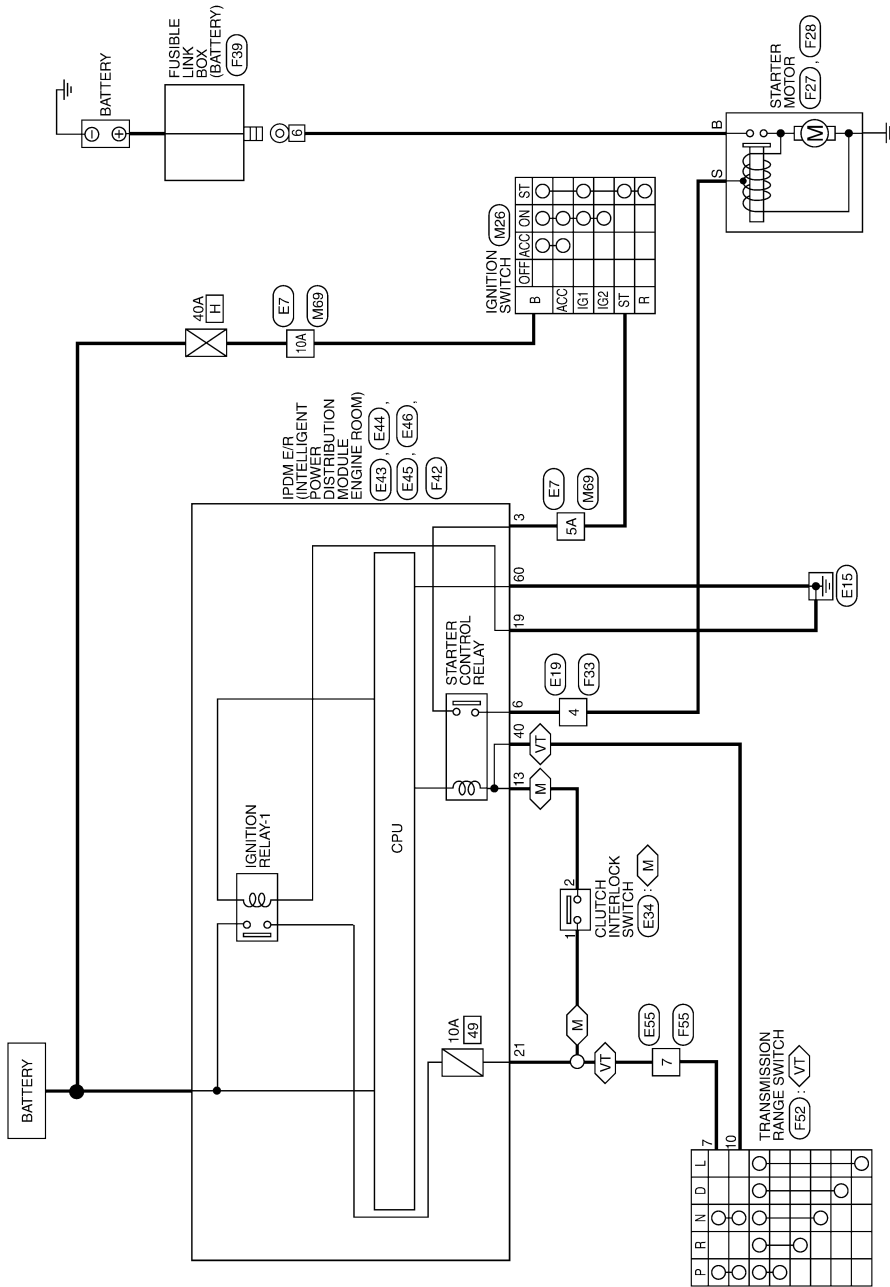 BATTERY
FUSIBLE
LINK
BOX
(BATTERY)
F39
BATTERY
6
B
S
STARTER
MOTOR
F27 , F28
M
40A
H
E7
10A
M69
IGNITION
SWITCH
M26
OFF ACC ON ST
B
ACC
IG1
IG2
ST
R
IPDM E/R
(INTELLIGENT
POWER
DISTRIBUTION
MODULE
ENGINE ROOM)
E43 , E44 ,
E45 , E46 ,
F42
IGNITION
RELAY-1
CPU
STARTER
CONTROL
RELAY
10A
49
21
13
40
6
19
60
3
E7
5A
M69
E15
E19
4
F33
M
VT
1
2
CLUTCH
INTERLOCK
SWITCH
E34 : M
M
VT
E55
7
F55
7
10
P R N D L
TRANSMISSION
RANGE SWITCH
F52 : VT